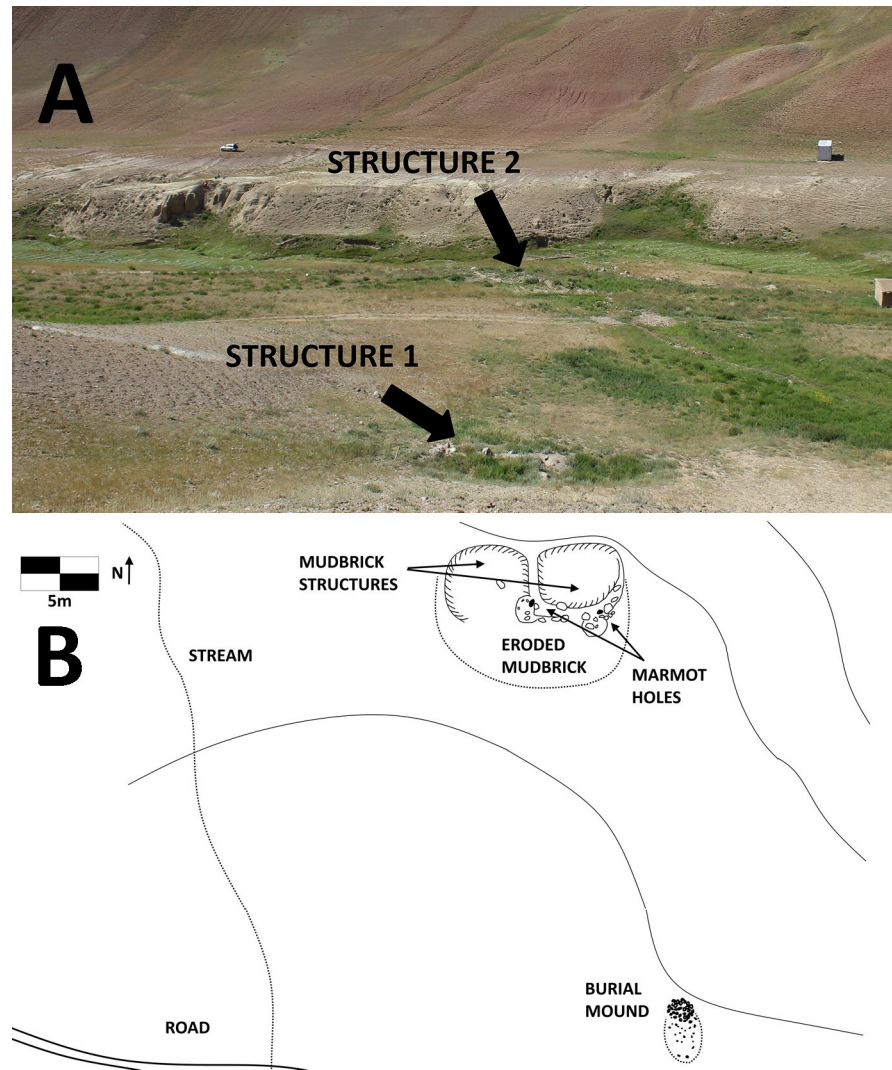 A
STRUCTURE 2
STRUCTURE 1
N
5m
MUDBRICK
STRUCTURES
B
STREAM
ERODED
MUDBRICK
MARMOT
HOLES
BURIAL
MOUND
ROAD